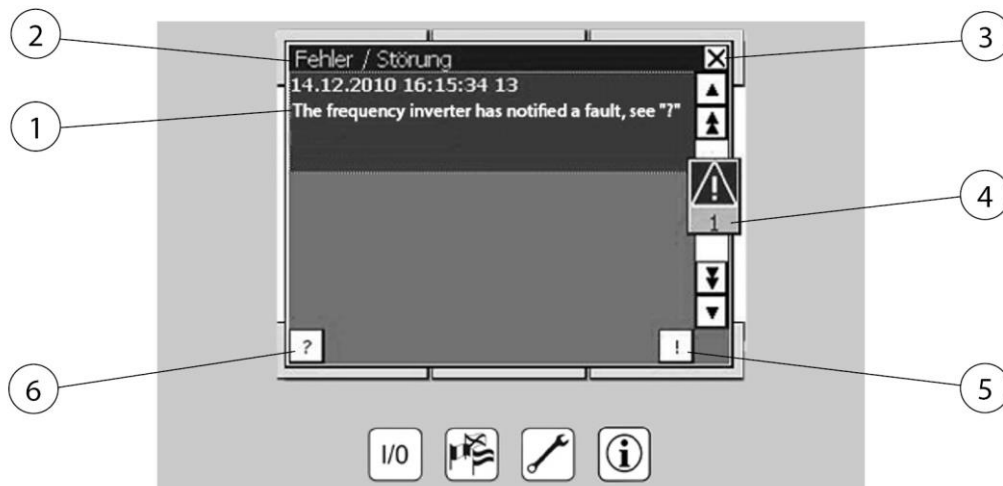 2
3
Fehler / Störung
14.12.2010 16:15:34 13
1
The frequency inverter has notified a fault, see "?"
4
1
6
?
!
5
I/0